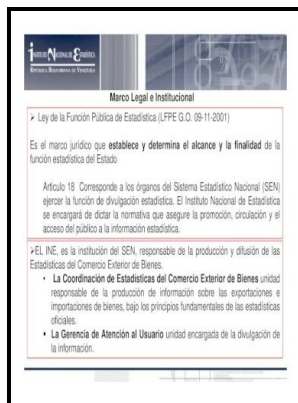 INSTITUTO NACIONAL DE ESTADÍSTICA
REPÚBLICA BOLIVARIANA DE VENEZUELA
Marco Legal e Institucional
➢ Ley de la Función Pública de Estadística (LFPE G.O. 09-11-2001)
Es el marco jurídico que establece y determina el alcance y la finalidad de la
función estadística del Estado
Articulo 18 Corresponde a los órganos del Sistema Estadístico Nacional (SEN)
ejercer la función de divulgación estadística. El Instituto Nacional de Estadística
se encargará de dictar la normativa que asegure la promoción, circulación y el
acceso del público a la información estadística.
➢EL INE, es la institución del SEN, responsable de la producción y difusión de las
Estadísticas del Comercio Exterior de Bienes.
• La Coordinación de Estadísticas del Comercio Exterior de Bienes unidad
responsable de la producción de información sobre las exportaciones e
importaciones de bienes, bajo los principios fundamentales de las estadísticas
oficiales.
• La Gerencia de Atención al Usuario unidad encargada de la divulgación de
la información.